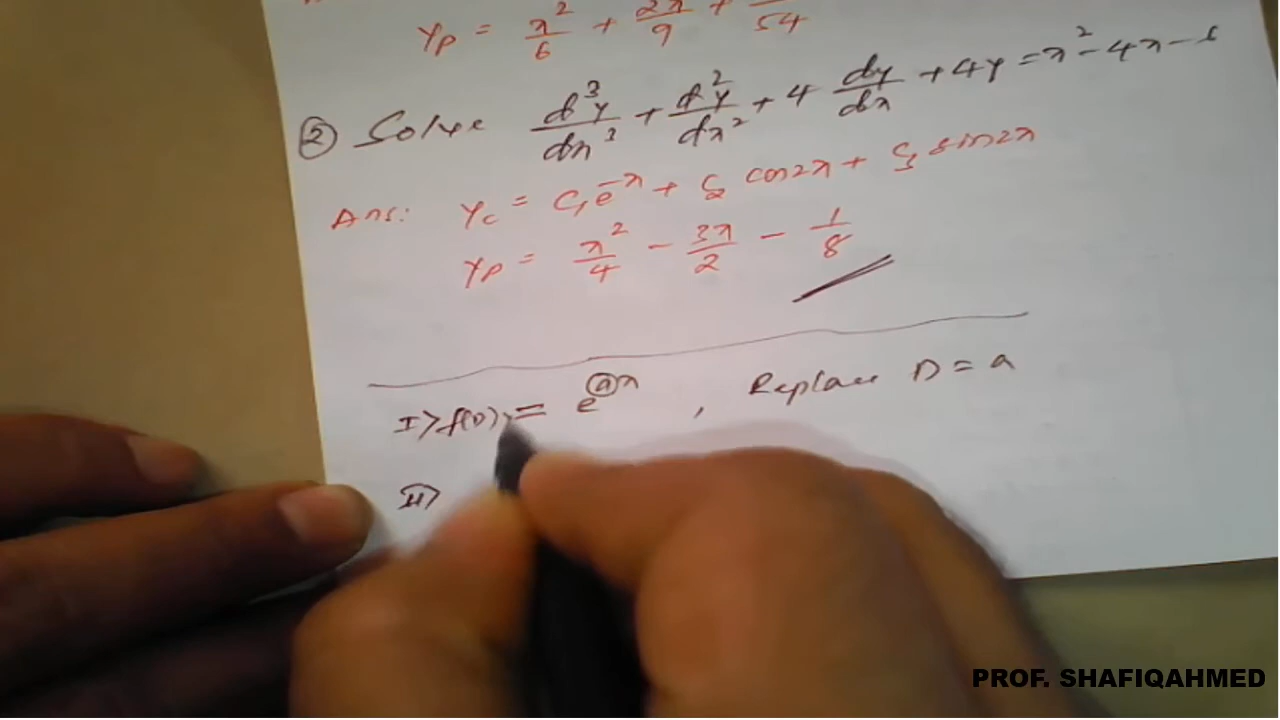 yp = x²/6 + 2x/9 + /54
② Solve d³y/dx³ + d²y/dx² + 4 dy/dx + 4y = x² - 4x -
Ans: yc = C₁e⁻ˣ + C₂ cos2x + C₃ sin2x
yp = x²/4 - 3x/2 - 1/8
I> f(D)y = e^ax , Replace D = a
II>
PROF. SHAFIQAHMED